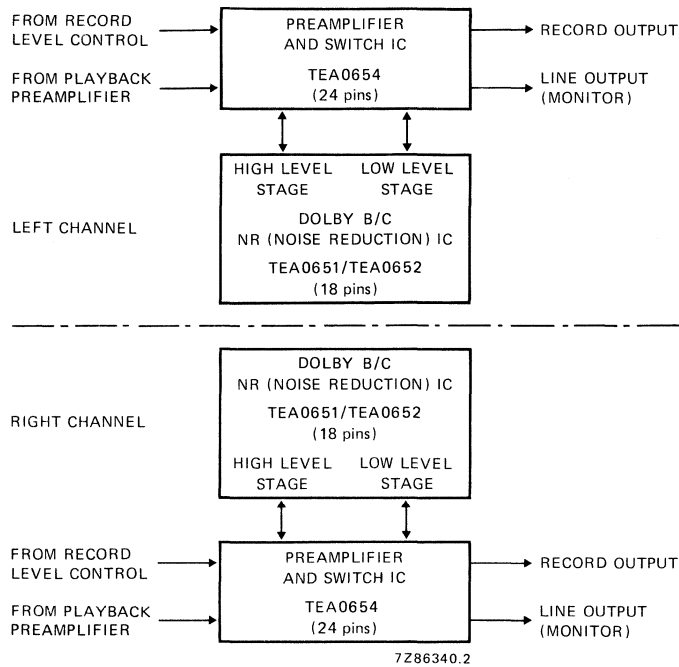 FROM RECORD
LEVEL CONTROL
PREAMPLIFIER
AND SWITCH IC
RECORD OUTPUT
FROM PLAYBACK
PREAMPLIFIER
TEA0654
(24 pins)
LINE OUTPUT
(MONITOR)
HIGH LEVEL
STAGE
LOW LEVEL
STAGE
LEFT CHANNEL
DOLBY B/C
NR (NOISE REDUCTION) IC
TEA0651/TEA0652
(18 pins)
DOLBY B/C
NR (NOISE REDUCTION) IC
RIGHT CHANNEL
TEA0651/TEA0652
(18 pins)
HIGH LEVEL
STAGE
LOW LEVEL
STAGE
FROM RECORD
LEVEL CONTROL
PREAMPLIFIER
AND SWITCH IC
RECORD OUTPUT
FROM PLAYBACK
PREAMPLIFIER
TEA0654
(24 pins)
LINE OUTPUT
(MONITOR)
7Z86340.2